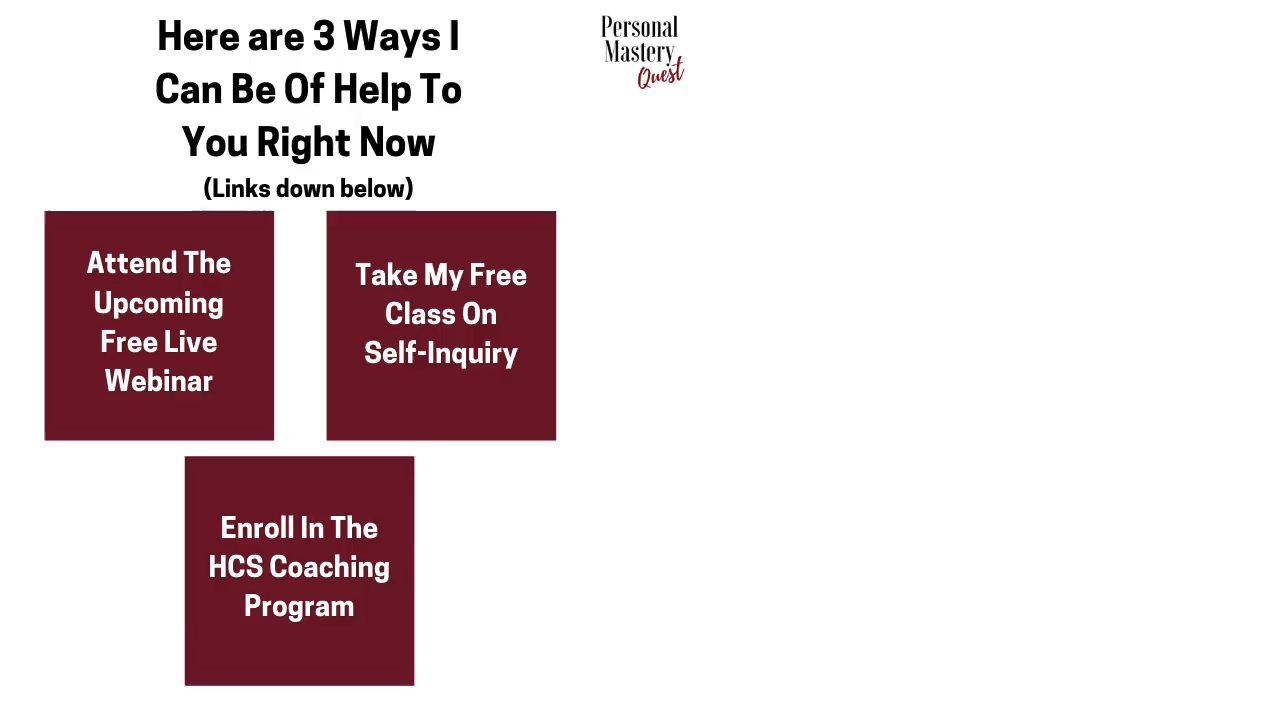 Here are 3 Ways I
Can Be Of Help To
You Right Now
(Links down below)
Personal
Mastery
Quest
Attend The
Upcoming
Free Live
Webinar
Take My Free
Class On
Self-Inquiry
Enroll In The
HCS Coaching
Program